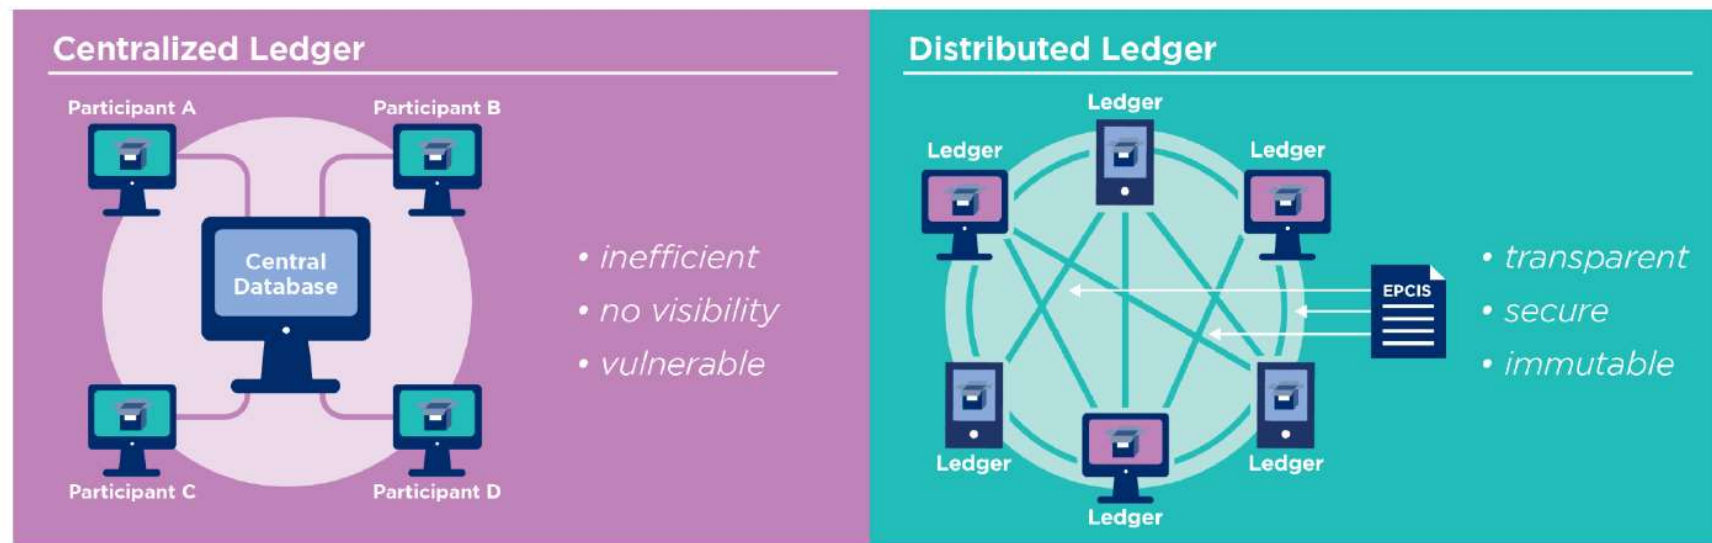 Centralized Ledger
Participant A
Participant B
Central
Database
Participant C
Participant D
• inefficient
• no visibility
• vulnerable
Distributed Ledger
Ledger
Ledger
Ledger
EPCIS
Ledger
Ledger
Ledger
• transparent
• secure
• immutable